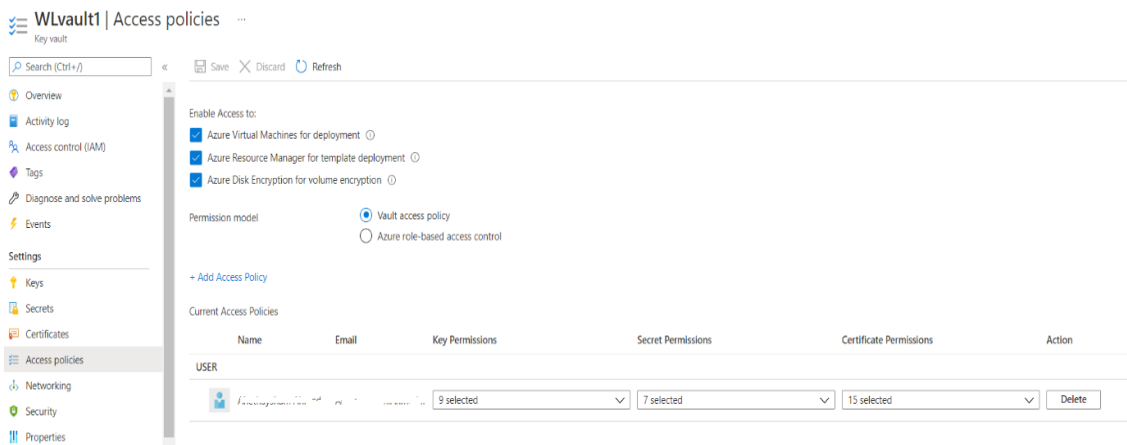 WLvault1 | Access policies ...
Key vault
Search (Ctrl+/)
«
Save
Discard
Refresh
Overview
Activity log
Access control (IAM)
Tags
Diagnose and solve problems
Events
Settings
Keys
Secrets
Certificates
Access policies
Networking
Security
Properties
Enable Access to:
Azure Virtual Machines for deployment
Azure Resource Manager for template deployment
Azure Disk Encryption for volume encryption
Permission model
Vault access policy
Azure role-based access control
+ Add Access Policy
Current Access Policies
Name Email Key Permissions Secret Permissions Certificate Permissions Action
USER
9 selected 7 selected 15 selected Delete